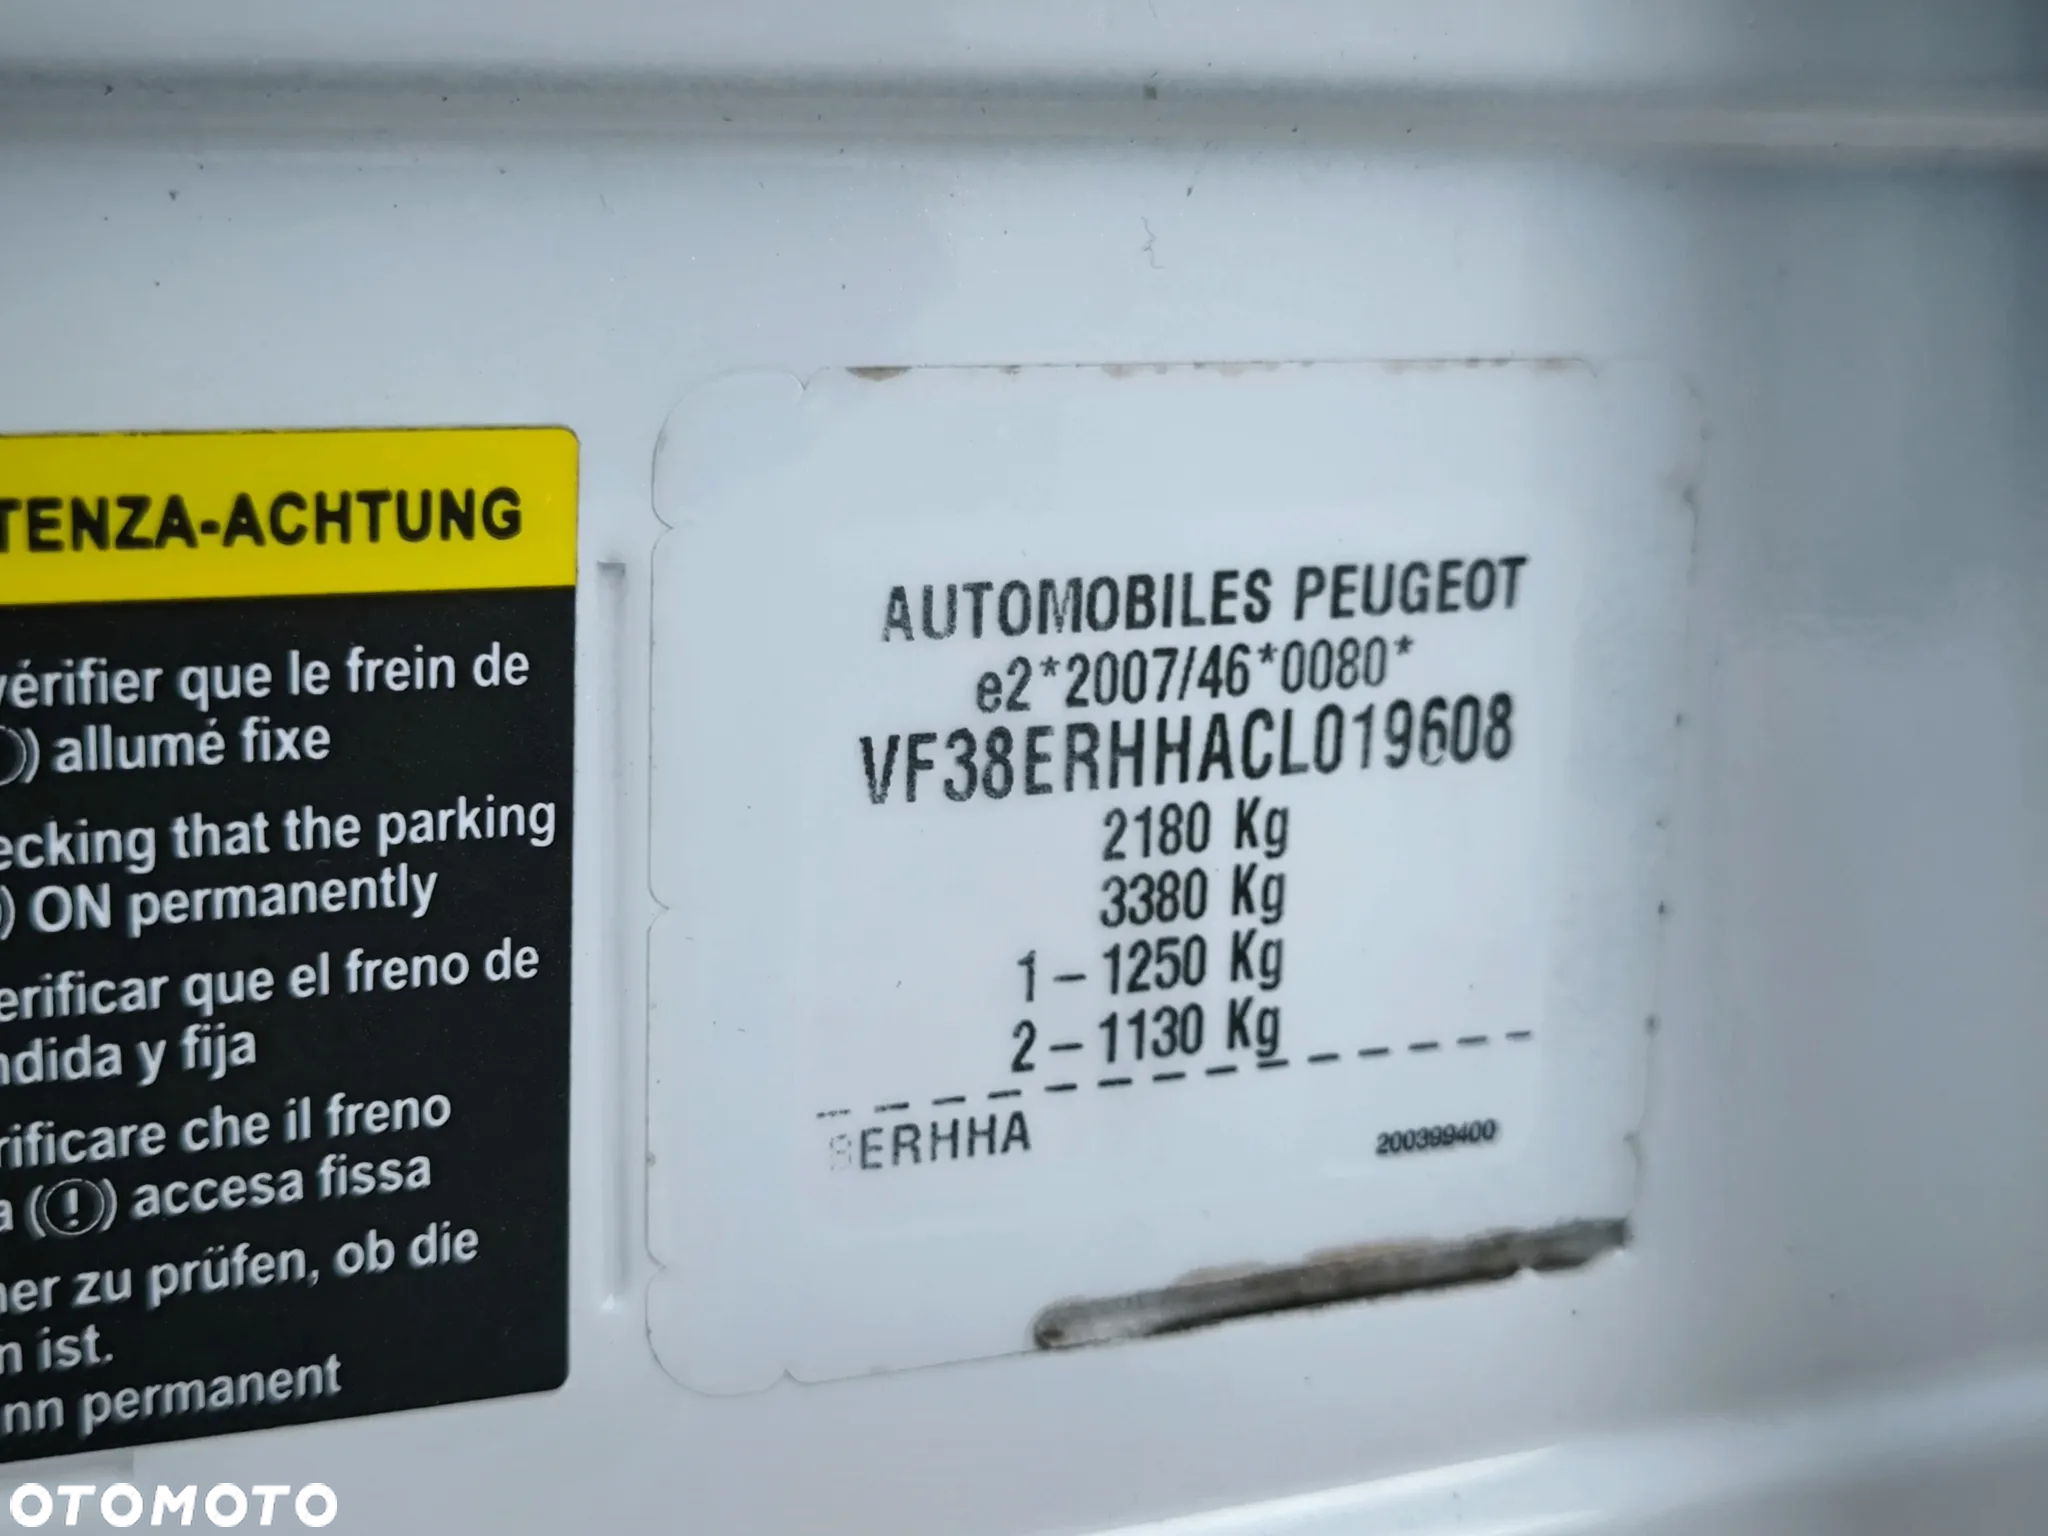 TENZA-ACHTUNG
vérifier que le frein de
) allumé fixe
ecking that the parking
) ON permanently
erificar que el freno de
ndida y fija
rificare che il freno
a (!) accesa fissa
ner zu prüfen, ob die
n ist.
nn permanent
AUTOMOBILES PEUGEOT
e2*2007/46*0080*
VF38ERHHACL019608
2180 Kg
3380 Kg
1 – 1250 Kg
2 – 1130 Kg
8ERHHA
200399400
OTOMOTO